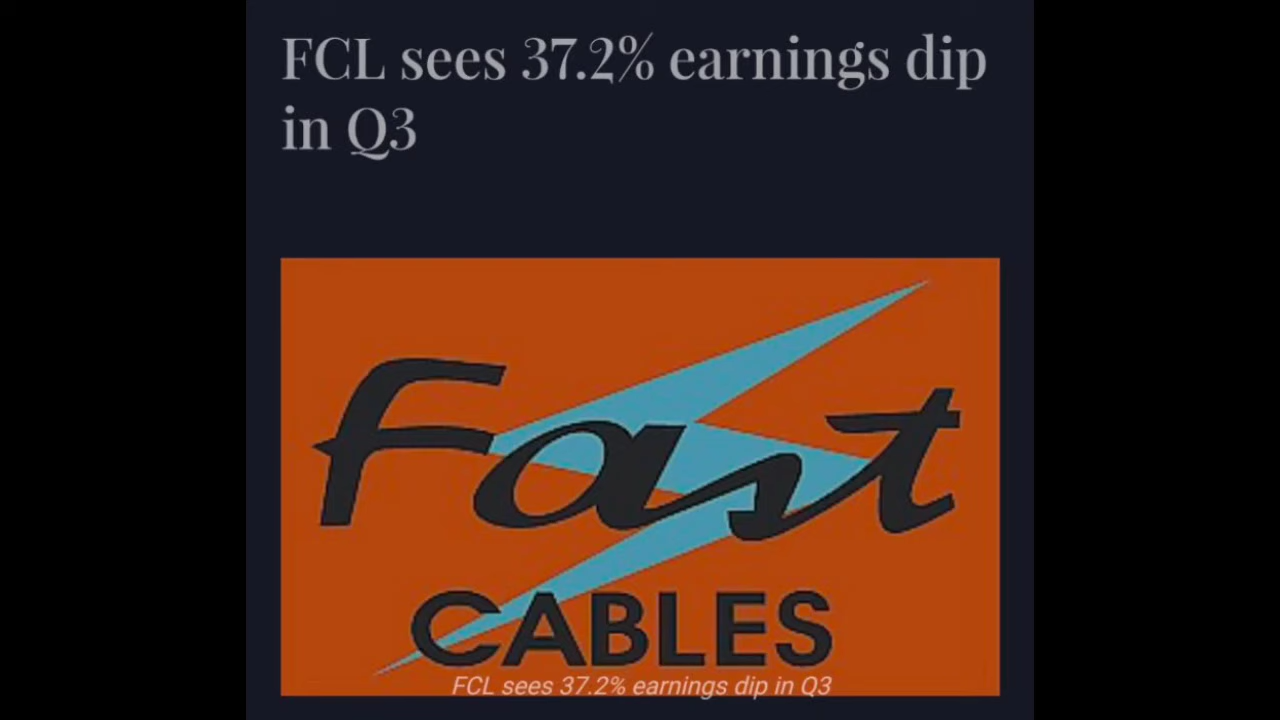 FCL sees 37.2% earnings dip
in Q3
Fast
CABLES
FCL sees 37.2% earnings dip in Q3